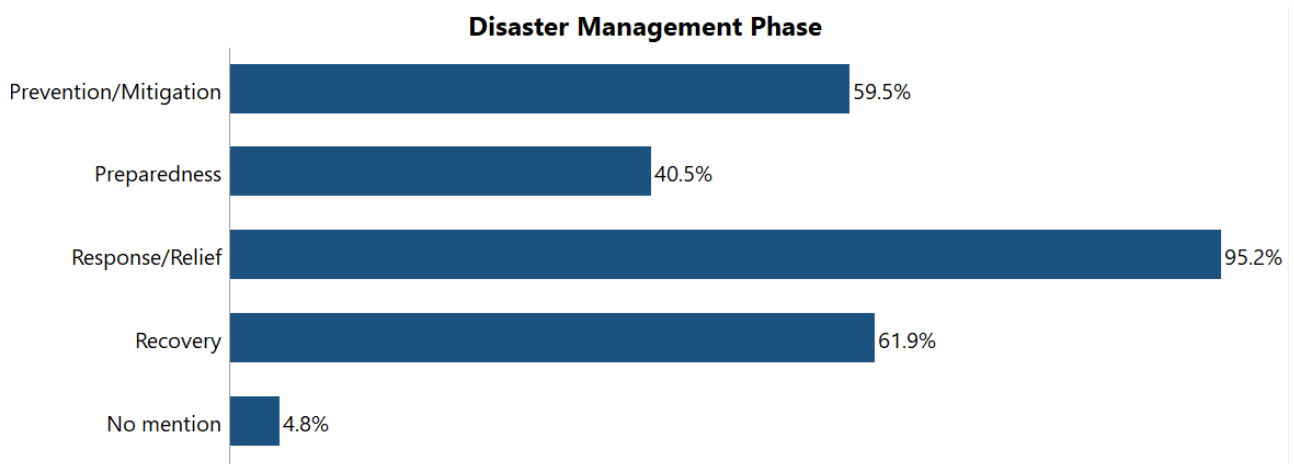 Disaster Management Phase
Prevention/Mitigation 59.5%
Preparedness 40.5%
Response/Relief 95.2%
Recovery 61.9%
No mention 4.8%